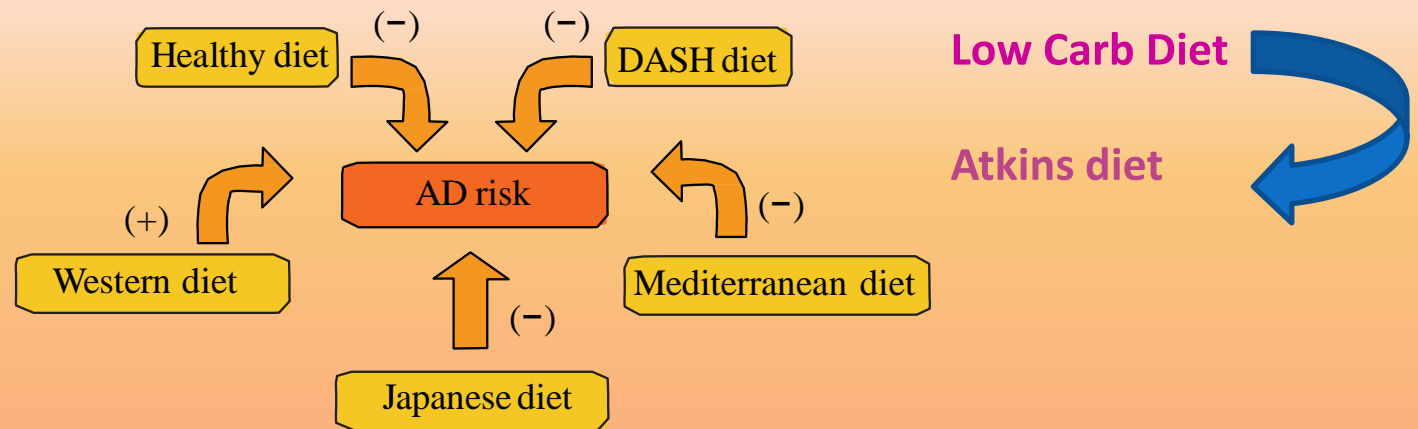 (−)
(−)
Healthy diet
DASH diet
Low Carb Diet
AD risk
Atkins diet
(+)
(−)
Western diet
Mediterranean diet
(−)
Japanese diet